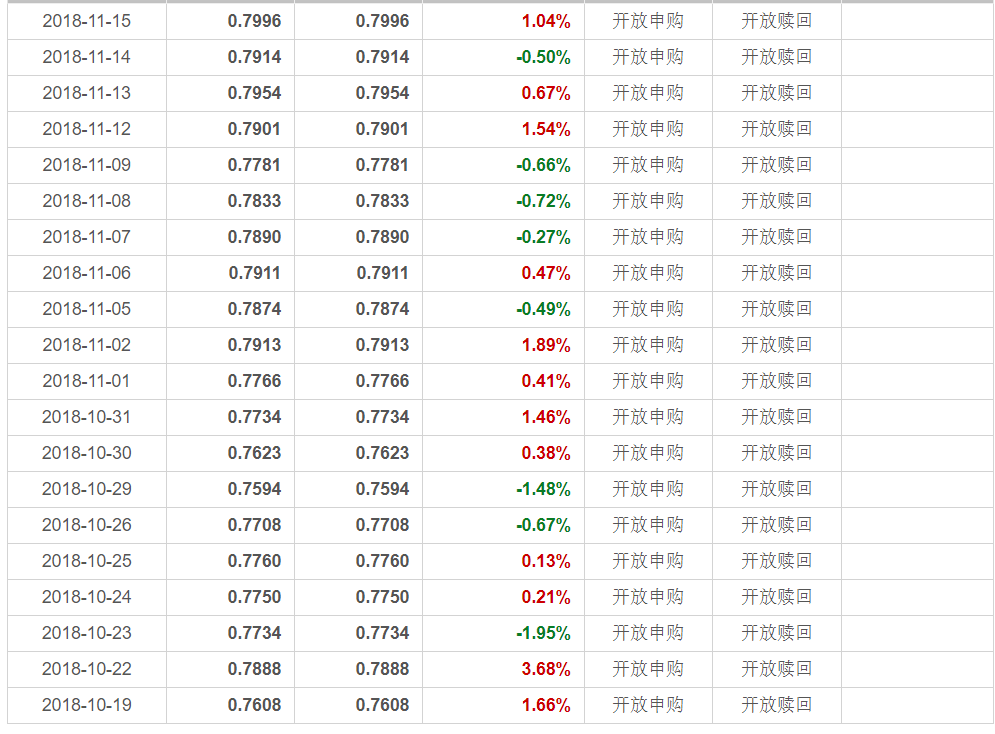 2018-11-15 0.7996 0.7996 1.04% 开放申购 开放赎回
2018-11-14 0.7914 0.7914 -0.50% 开放申购 开放赎回
2018-11-13 0.7954 0.7954 0.67% 开放申购 开放赎回
2018-11-12 0.7901 0.7901 1.54% 开放申购 开放赎回
2018-11-09 0.7781 0.7781 -0.66% 开放申购 开放赎回
2018-11-08 0.7833 0.7833 -0.72% 开放申购 开放赎回
2018-11-07 0.7890 0.7890 -0.27% 开放申购 开放赎回
2018-11-06 0.7911 0.7911 0.47% 开放申购 开放赎回
2018-11-05 0.7874 0.7874 -0.49% 开放申购 开放赎回
2018-11-02 0.7913 0.7913 1.89% 开放申购 开放赎回
2018-11-01 0.7766 0.7766 0.41% 开放申购 开放赎回
2018-10-31 0.7734 0.7734 1.46% 开放申购 开放赎回
2018-10-30 0.7623 0.7623 0.38% 开放申购 开放赎回
2018-10-29 0.7594 0.7594 -1.48% 开放申购 开放赎回
2018-10-26 0.7708 0.7708 -0.67% 开放申购 开放赎回
2018-10-25 0.7760 0.7760 0.13% 开放申购 开放赎回
2018-10-24 0.7750 0.7750 0.21% 开放申购 开放赎回
2018-10-23 0.7734 0.7734 -1.95% 开放申购 开放赎回
2018-10-22 0.7888 0.7888 3.68% 开放申购 开放赎回
2018-10-19 0.7608 0.7608 1.66% 开放申购 开放赎回